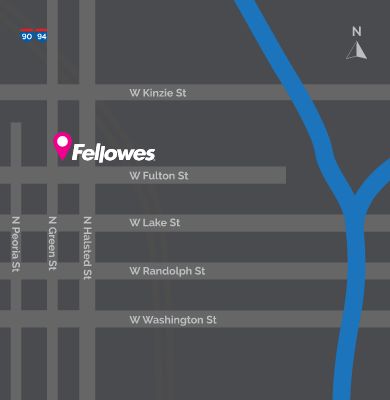 90 94
N
W Kinzie St
Fellowes
W Fulton St
W Lake St
N Peoria St
N Green St
N Halsted St
W Randolph St
W Washington St